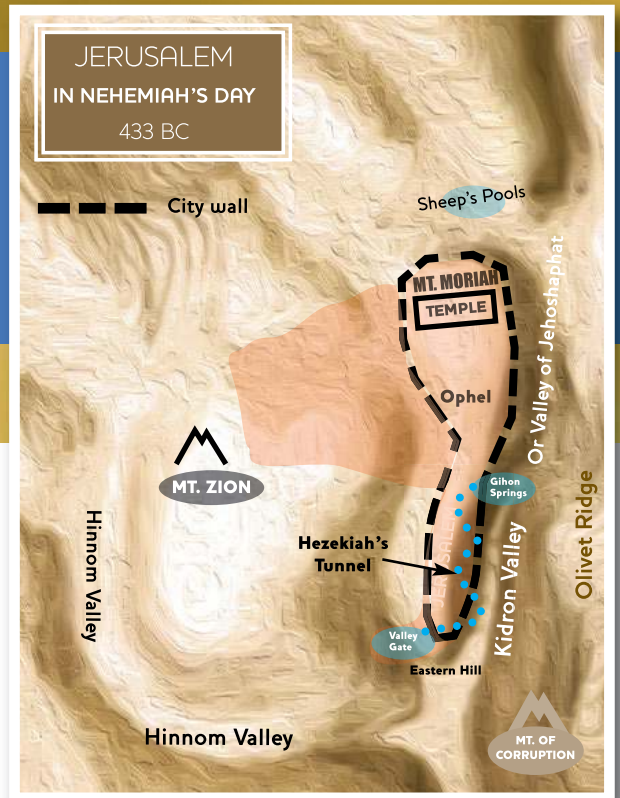 JERUSALEM
IN NEHEMIAH'S DAY
433 BC
City wall
Sheep's Pools
MT. MORIAH
TEMPLE
Or Valley of Jehoshaphat
Ophel
MT. ZION
Gihon
Springs
Olivet Ridge
Hinnom Valley
Hezekiah's
Tunnel
JERUSALEM
Kidron Valley
Valley
Gate
Eastern Hill
Hinnom Valley
MT. OF
CORRUPTION